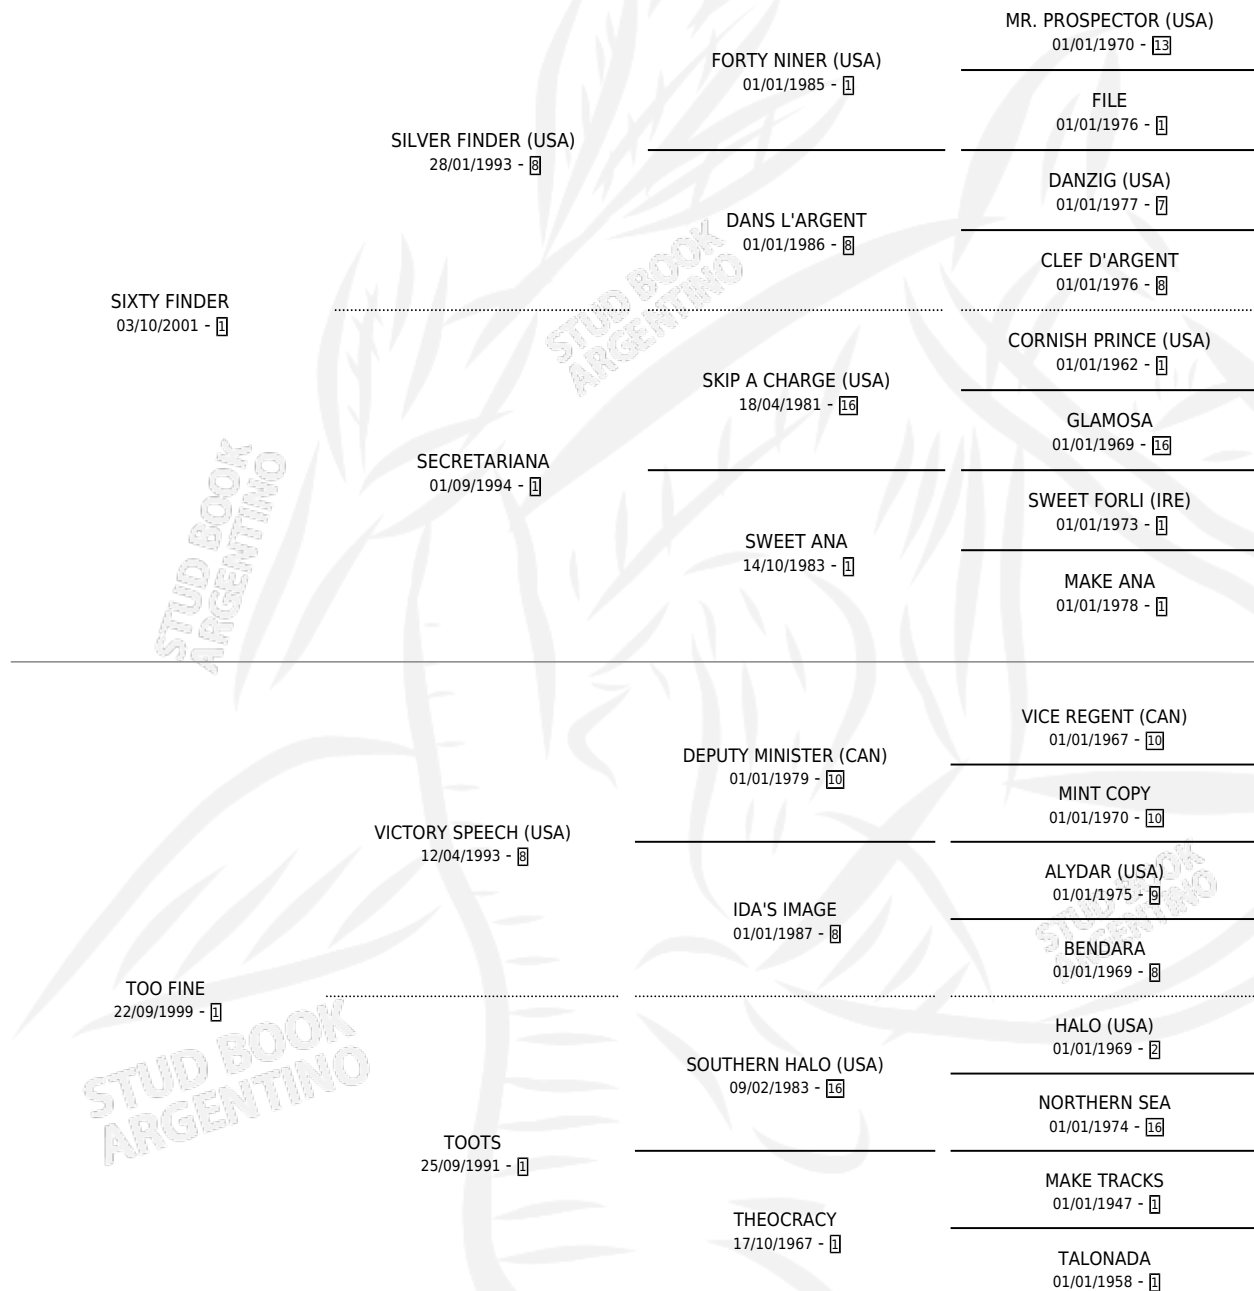 MR. PROSPECTOR (USA)
01/01/1970 - 13
FORTY NINER (USA)
01/01/1985 - 1
FILE
01/01/1976 - 1
SILVER FINDER (USA)
28/01/1993 - 8
DANZIG (USA)
01/01/1977 - 7
DANS L'ARGENT
01/01/1986 - 8
CLEF D'ARGENT
01/01/1976 - 8
SIXTY FINDER
03/10/2001 - 1
CORNISH PRINCE (USA)
01/01/1962 - 1
SKIP A CHARGE (USA)
18/04/1981 - 16
GLAMOSA
01/01/1969 - 16
SECRETARIANA
01/09/1994 - 1
SWEET FORLI (IRE)
01/01/1973 - 1
SWEET ANA
14/10/1983 - 1
MAKE ANA
01/01/1978 - 1
VICE REGENT (CAN)
01/01/1967 - 10
DEPUTY MINISTER (CAN)
01/01/1979 - 10
MINT COPY
01/01/1970 - 10
VICTORY SPEECH (USA)
12/04/1993 - 8
ALYDAR (USA)
01/01/1975 - 9
IDA'S IMAGE
01/01/1987 - 8
BENDARA
01/01/1969 - 8
TOO FINE
22/09/1999 - 1
HALO (USA)
01/01/1969 - 2
SOUTHERN HALO (USA)
09/02/1983 - 16
NORTHERN SEA
01/01/1974 - 16
TOOTS
25/09/1991 - 1
MAKE TRACKS
01/01/1947 - 1
THEOCRACY
17/10/1967 - 1
TALONADA
01/01/1958 - 1
STUD BOOK
ARGENTINO
STUD BOOK
ARGENTINO
STUD BOOK
ARGENTINO
STUD BOOK
ARGENTINO